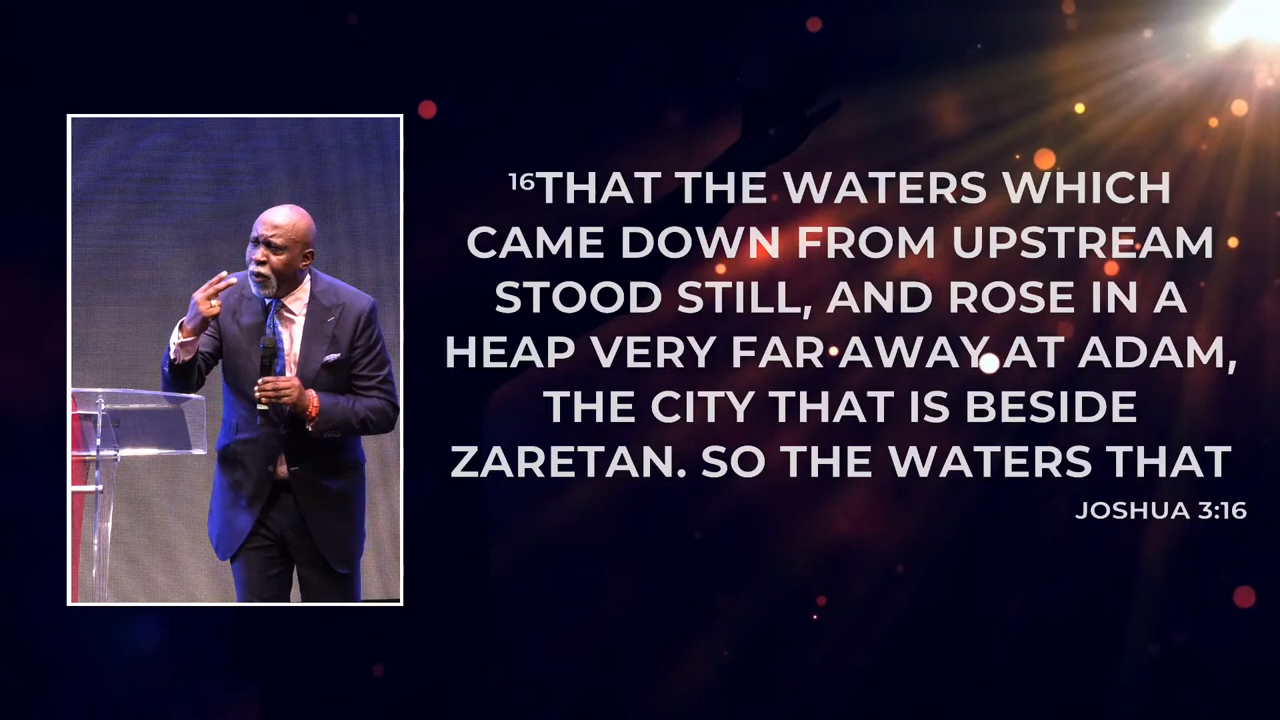 16THAT THE WATERS WHICH
CAME DOWN FROM UPSTREAM
STOOD STILL, AND ROSE IN A
HEAP VERY FAR AWAY AT ADAM,
THE CITY THAT IS BESIDE
ZARETAN. SO THE WATERS THAT
JOSHUA 3:16